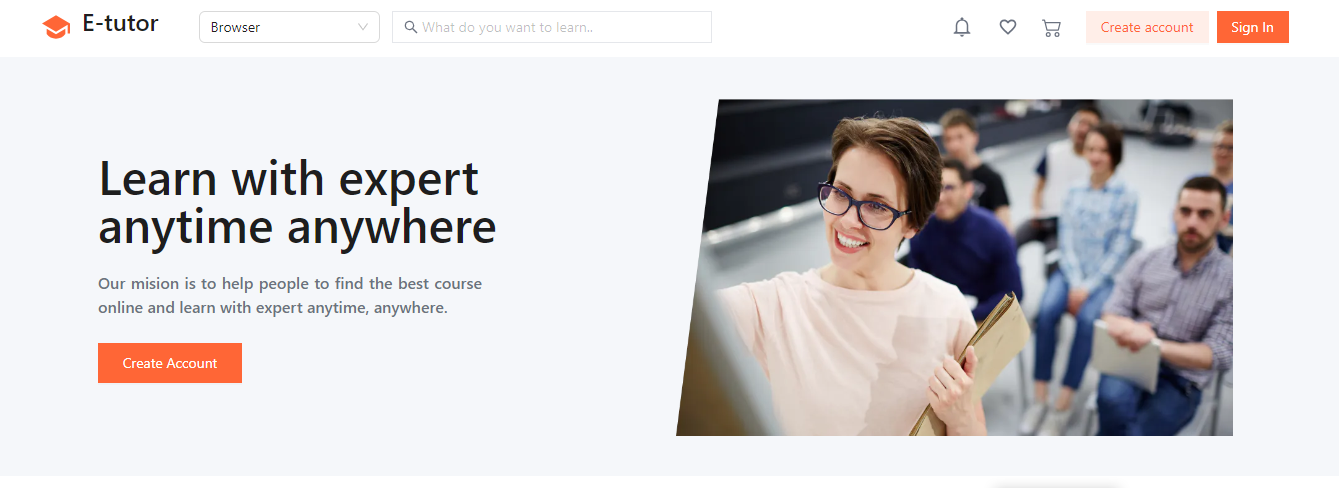 E-tutor
Browser
What do you want to learn..
Create account
Sign In
Learn with expert
anytime anywhere
Our mision is to help people to find the best course
online and learn with expert anytime, anywhere.
Create Account